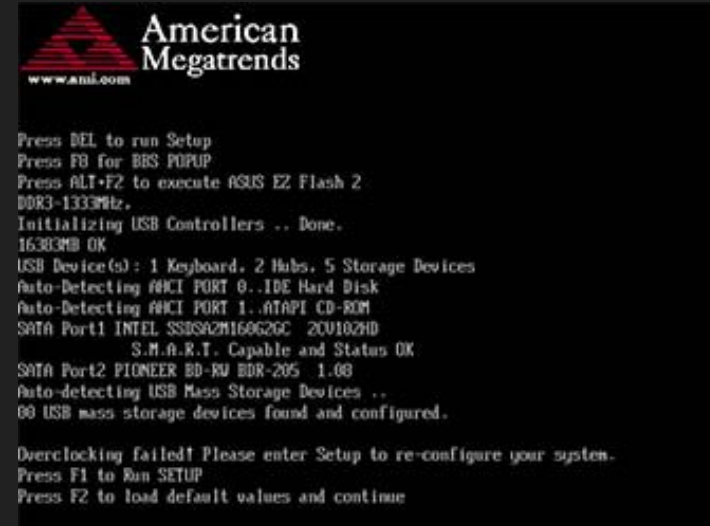 American
Megatrends
www.ami.com
Press DEL to run Setup
Press F8 for BBS POPUP
Press ALT+F2 to execute ASUS EZ Flash 2
DDR3-1333MHz.
Initializing USB Controllers .. Done.
16383MB OK
USB Device(s): 1 Keyboard, 2 Hubs, 5 Storage Devices
Auto-Detecting AHCI PORT 0..IDE Hard Disk
Auto-Detecting AHCI PORT 1..ATAPI CD-ROM
SATA Port1 INTEL SSDSA2M160G2GC 2CV102HD
S.M.A.R.T. Capable and Status OK
SATA Port2 PIONEER BD-RW BDR-205 1.08
Auto-detecting USB Mass Storage Devices ..
00 USB mass storage devices found and configured.
Overclocking failed! Please enter Setup to re-configure your system.
Press F1 to Run SETUP
Press F2 to load default values and continue